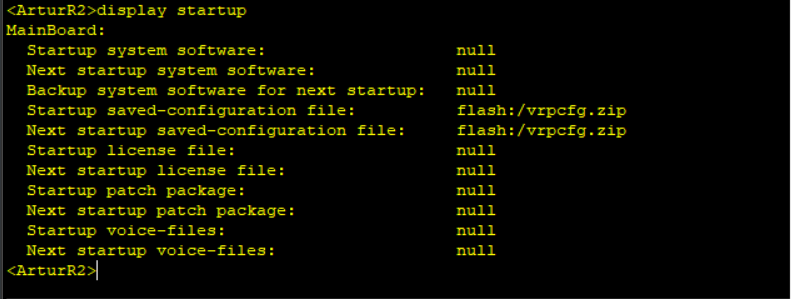 <ArturR2>display startup
MainBoard:
  Startup system software:                   null
  Next startup system software:              null
  Backup system software for next startup:   null
  Startup saved-configuration file:          flash:/vrpcfg.zip
  Next startup saved-configuration file:     flash:/vrpcfg.zip
  Startup license file:                      null
  Next startup license file:                 null
  Startup patch package:                     null
  Next startup patch package:                null
  Startup voice-files:                       null
  Next startup voice-files:                  null
<ArturR2>